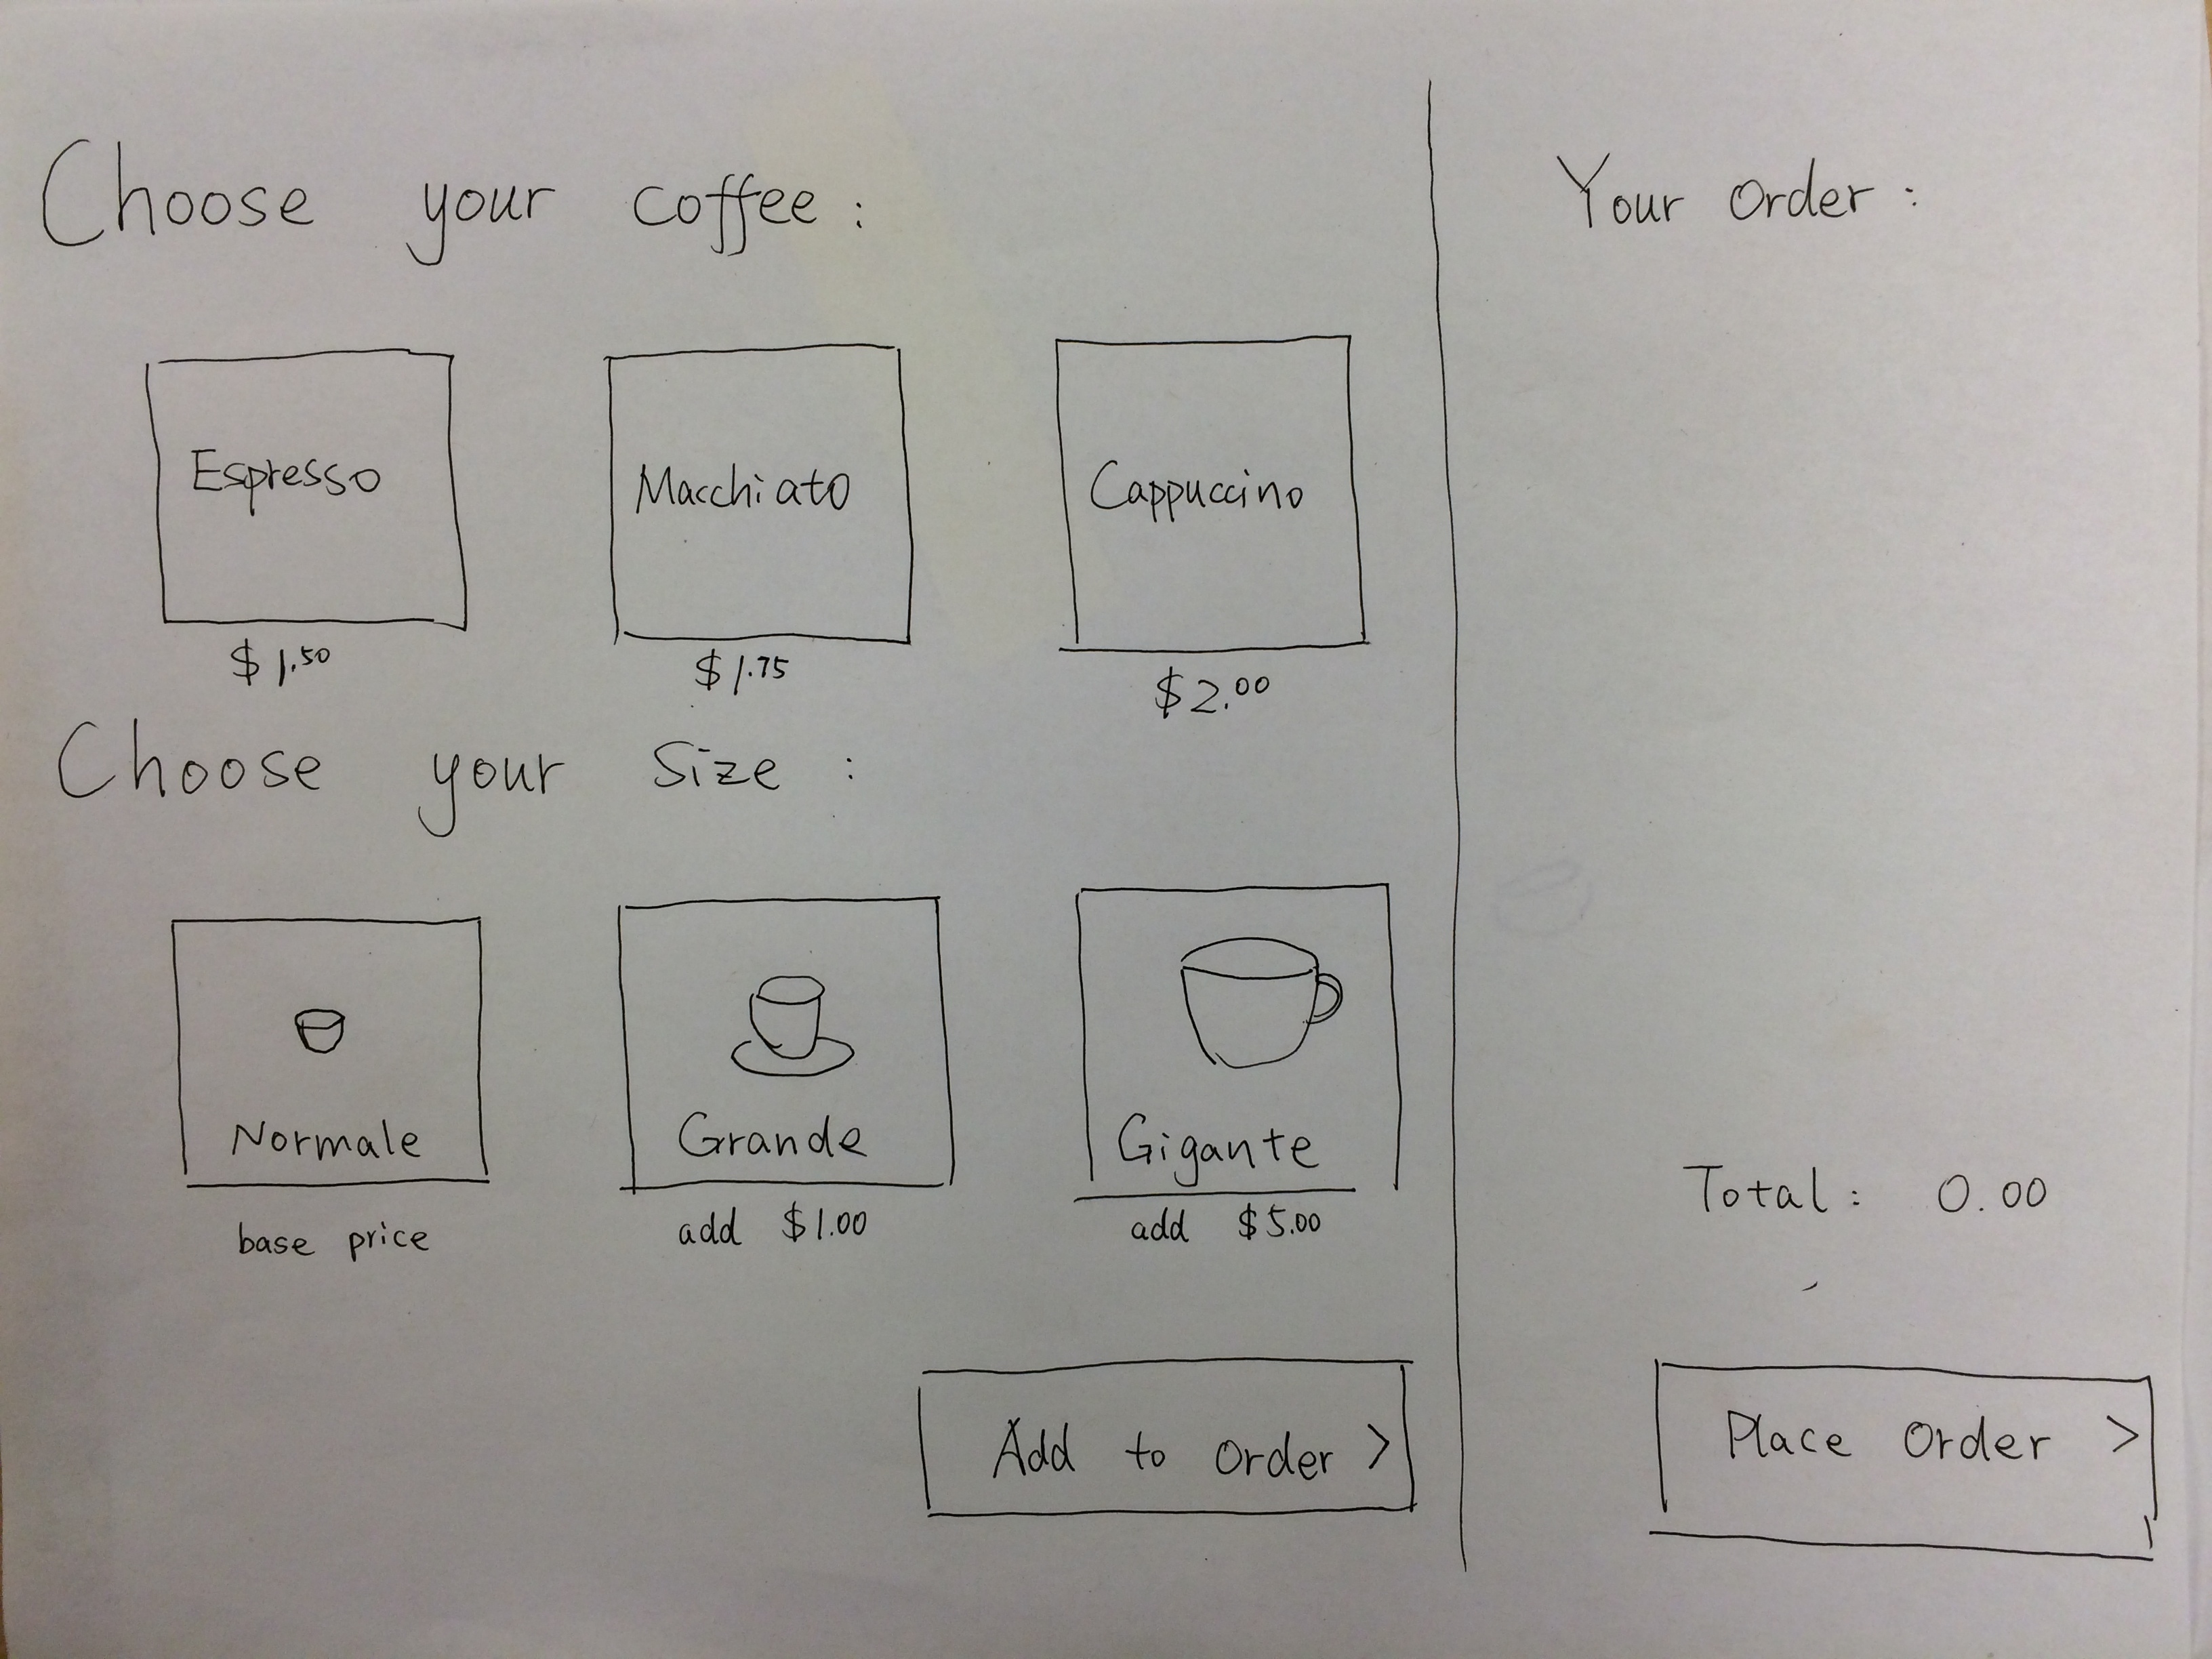 Choose your coffee :
Espresso
Macchiato
Cappuccino
$ 1.50
$ 1.75
$ 2.00
Choose your Size :
Normale
Grande
Gigante
base price
add $1.00
add $5.00
Add to order >
Your order :
Total : 0.00
Place order >